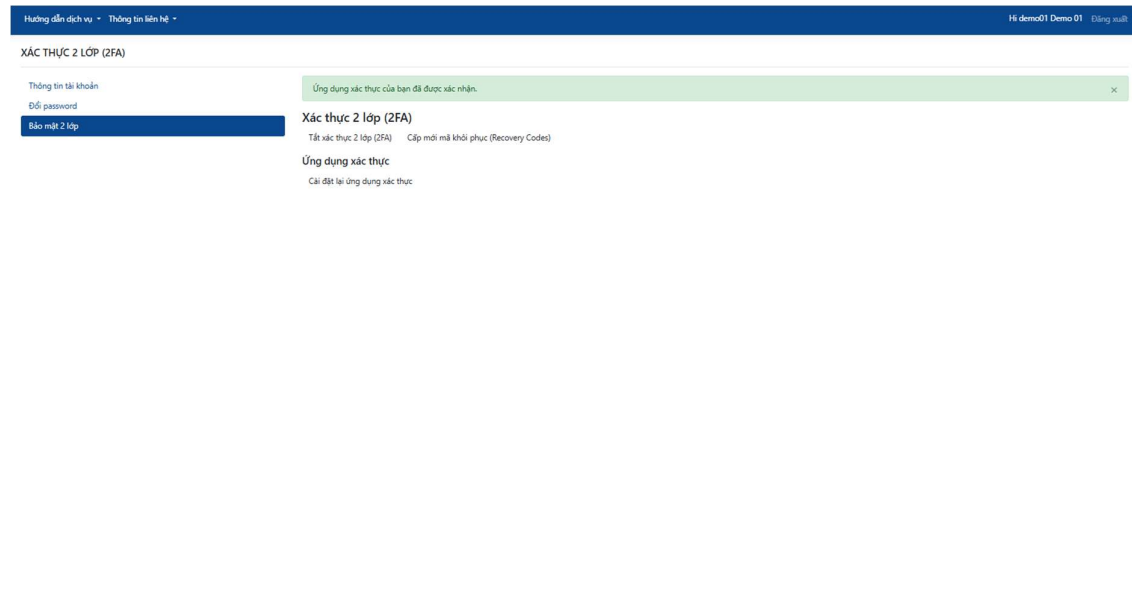 Hướng dẫn dịch vụ Thông tin liên hệ Hi demo01 Demo 01 Đăng xuất
XÁC THỰC 2 LỚP (2FA)
Thông tin tài khoản
Đổi password
Bảo mật 2 lớp
Ứng dụng xác thực của bạn đã được xác nhận. ×
Xác thực 2 lớp (2FA)
Tắt xác thực 2 lớp (2FA) Cấp mới mã khôi phục (Recovery Codes)
Ứng dụng xác thực
Cài đặt lại ứng dụng xác thực